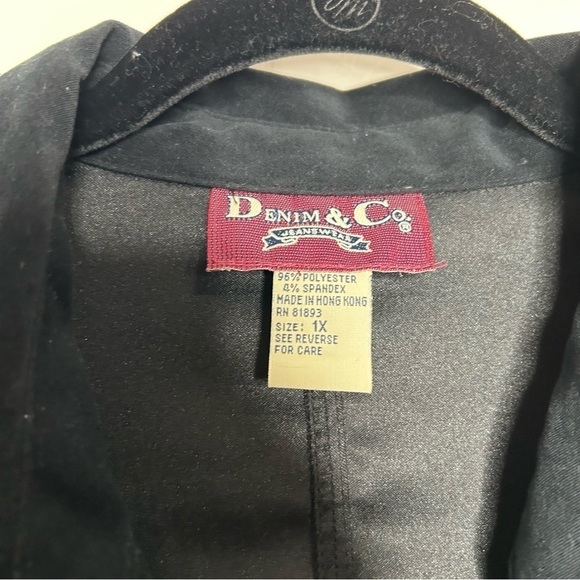 DENIM & CO.®
JEANSWEAR
96% POLYESTER
4% SPANDEX
MADE IN HONG KONG
RN 81893
SIZE: 1X
SEE REVERSE
FOR CARE